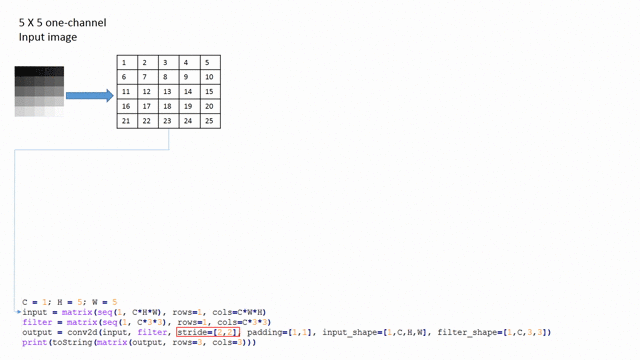 5 X 5 one-channel
Input image
1 2 3 4 5
6 7 8 9 10
11 12 13 14 15
16 17 18 19 20
21 22 23 24 25
C = 1; H = 5; W = 5
input = matrix(seq(1, C*H*W), rows=1, cols=C*W*H)
filter = matrix(seq(1, C*3*3), rows=1, cols=C*3*3)
output = conv2d(input, filter, stride=[2,2], padding=[1,1], input_shape=[1,C,H,W], filter_shape=[1,C,3,3])
print(toString(matrix(output, rows=3, cols=3)))